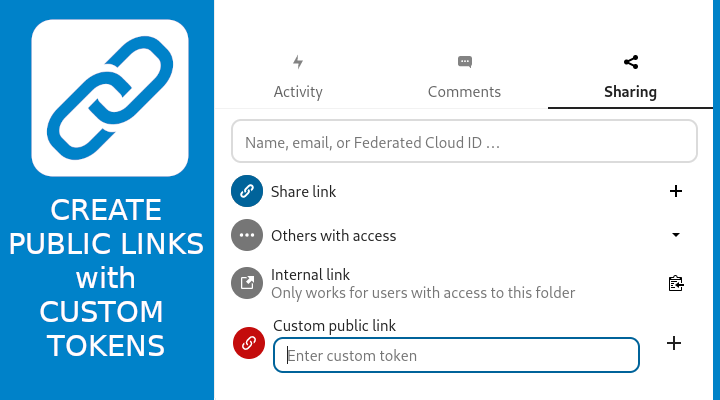 CREATE
PUBLIC LINKS
with
CUSTOM
TOKENS
Activity
Comments
Sharing
Name, email, or Federated Cloud ID …
Share link
Others with access
Internal link
Only works for users with access to this folder
Custom public link
Enter custom token